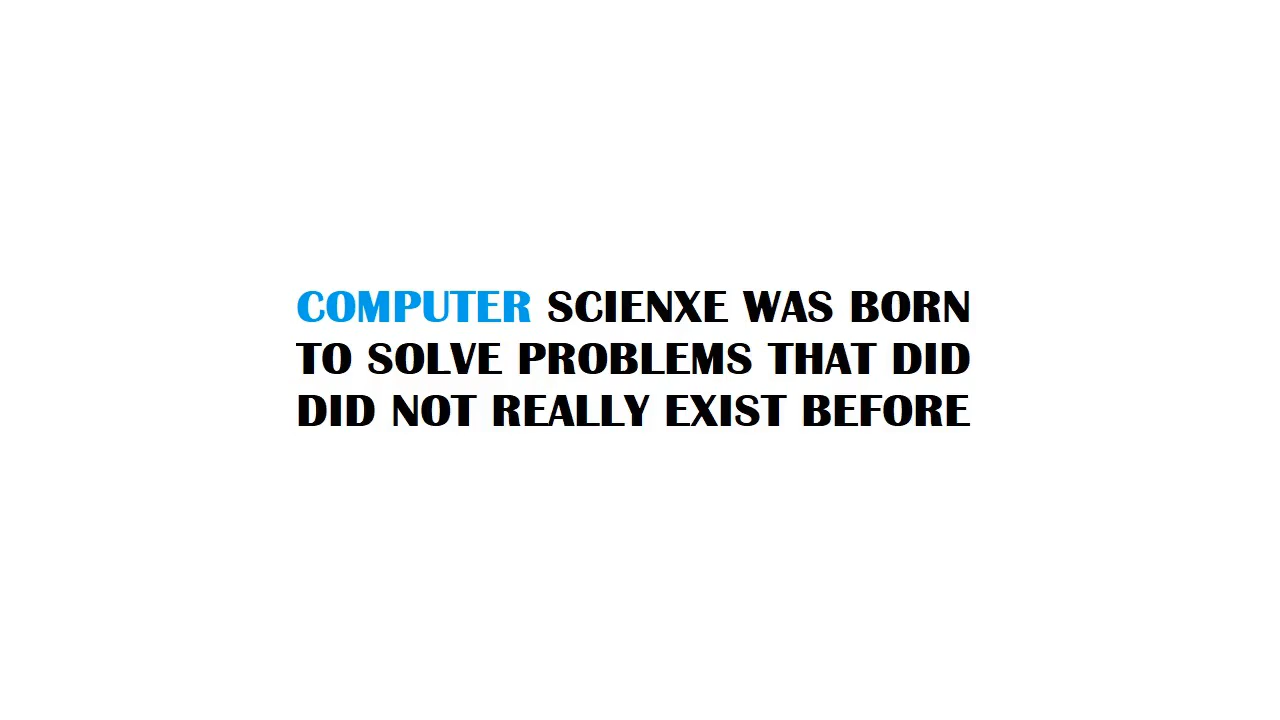 COMPUTER SCIENXE WAS BORN
TO SOLVE PROBLEMS THAT DID
DID NOT REALLY EXIST BEFORE